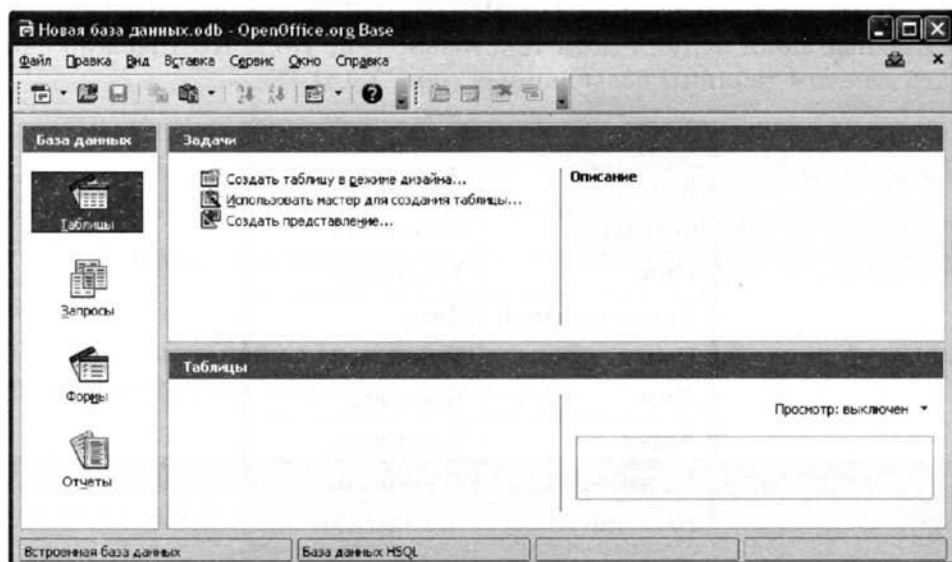 Новая база данных.odb - OpenOffice.org Base
Файл Правка Вид Вставка Сервис Окно Справка
База данных
Задачи
Таблицы
Запросы
Формы
Отчеты
Создать таблицу в режиме дизайна...
Использовать мастер для создания таблицы...
Создать представление...
Описание
Таблицы
Просмотр: выключен
Встроенная база данных
База данных HSQL